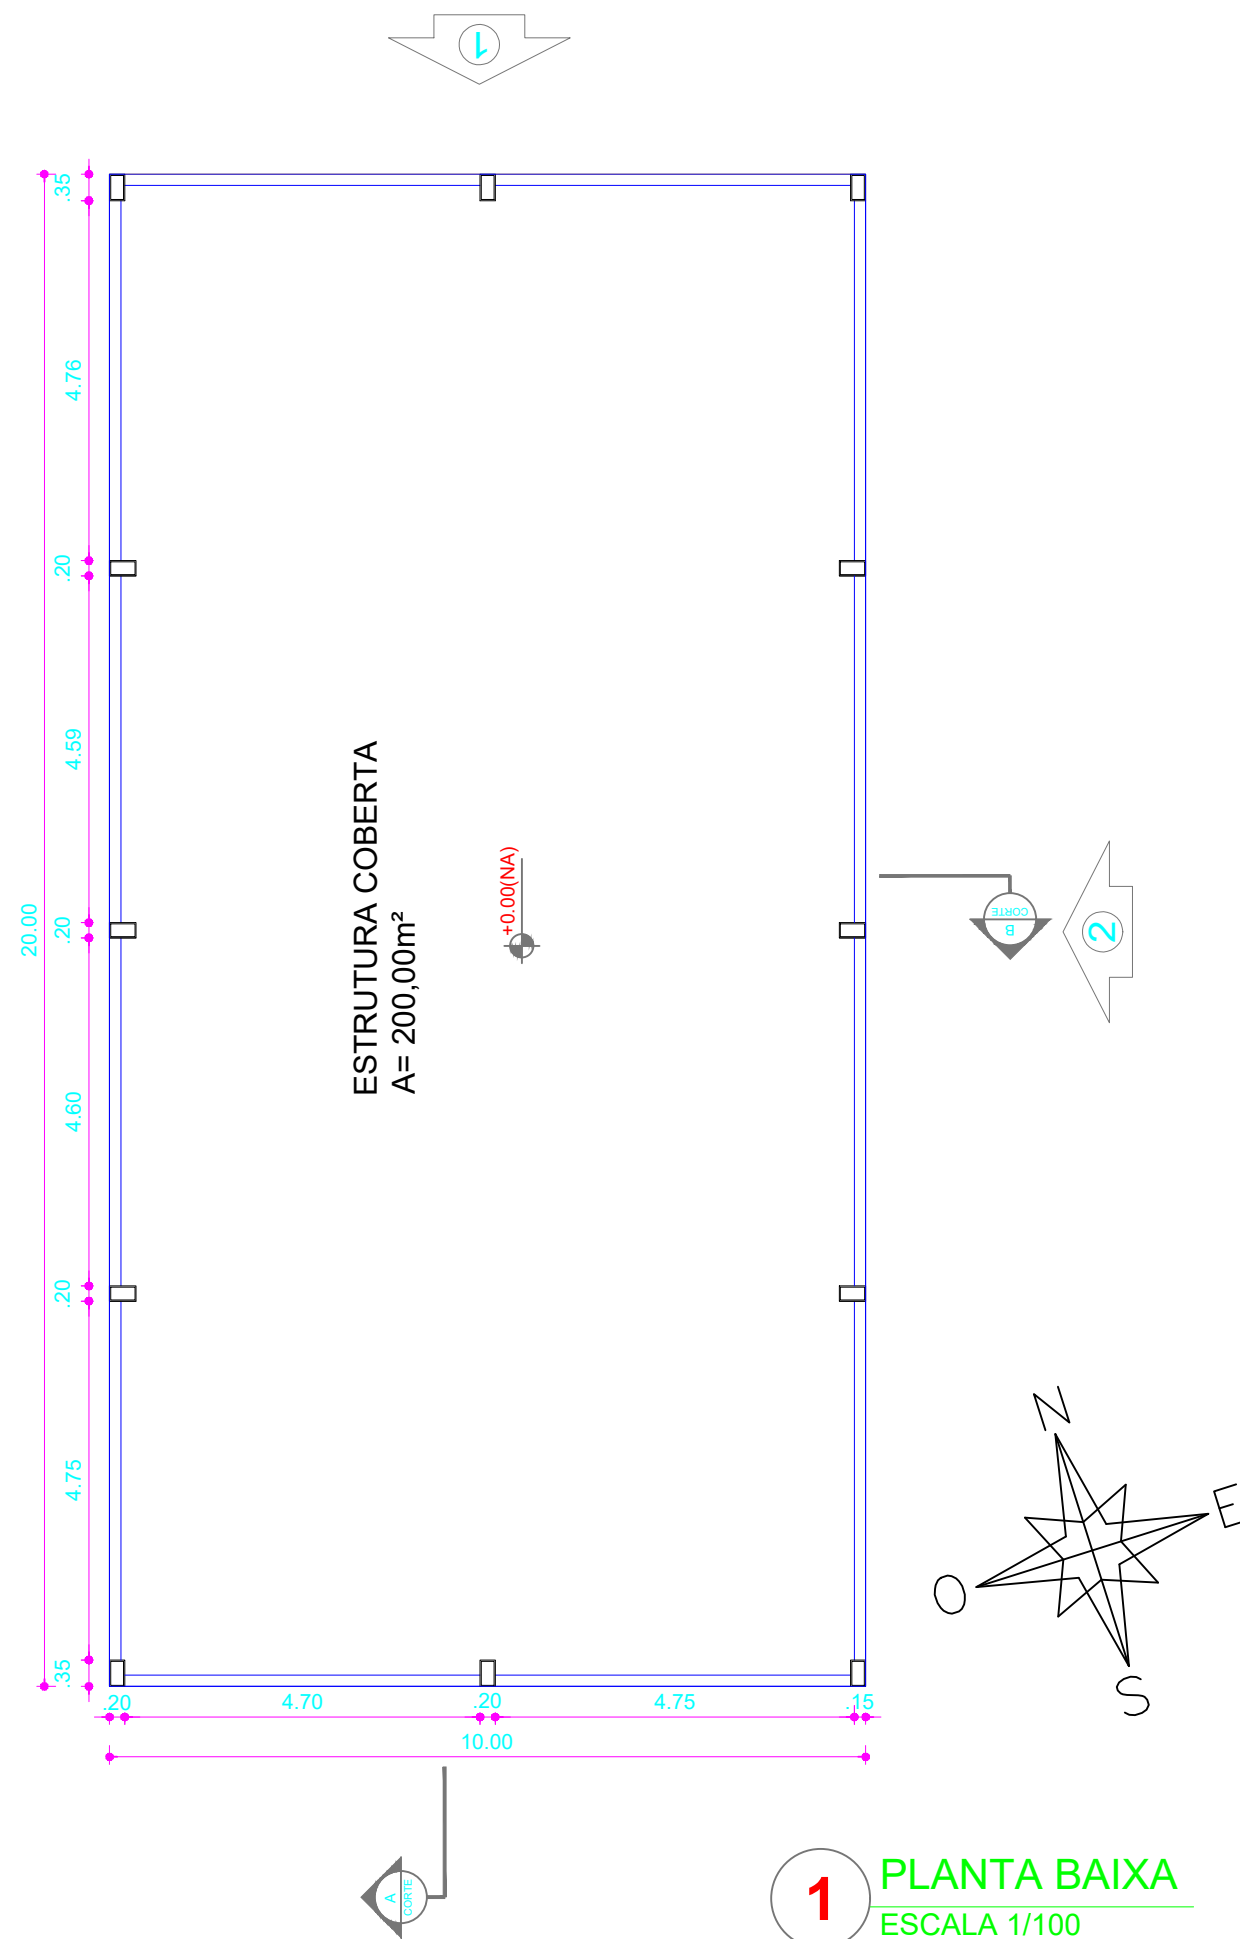 1
.35
4.76
.20
4.59
20.00
.20
ESTRUTURA COBERTA
A= 200,00m²
+0.00(NA)
CORTE
B
2
4.60
.20
N
E
O
S
4.75
.35
.20
4.70
.20
4.75
.15
10.00
A
CORTE
1
PLANTA BAIXA
ESCALA 1/100